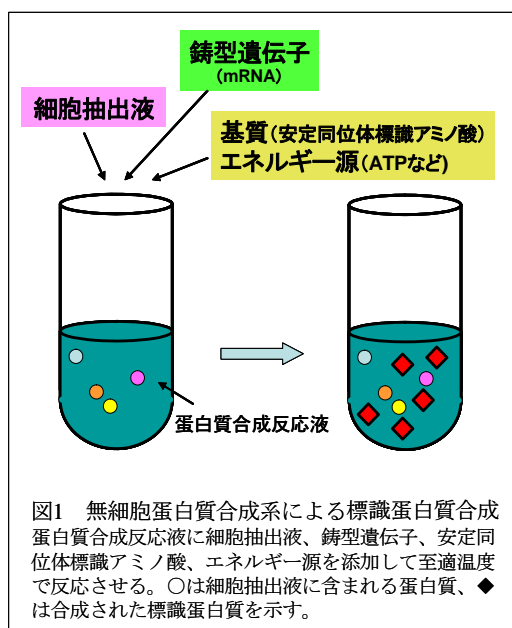 鋳型遺伝子
(mRNA)
細胞抽出液
基質(安定同位体標識アミノ酸)
エネルギー源(ATPなど)
蛋白質合成反応液
図1 無細胞蛋白質合成系による標識蛋白質合成
蛋白質合成反応液に細胞抽出液、鋳型遺伝子、安定同
位体標識アミノ酸、エネルギー源を添加して至適温度
で反応させる。○は細胞抽出液に含まれる蛋白質、◆
は合成された標識蛋白質を示す。